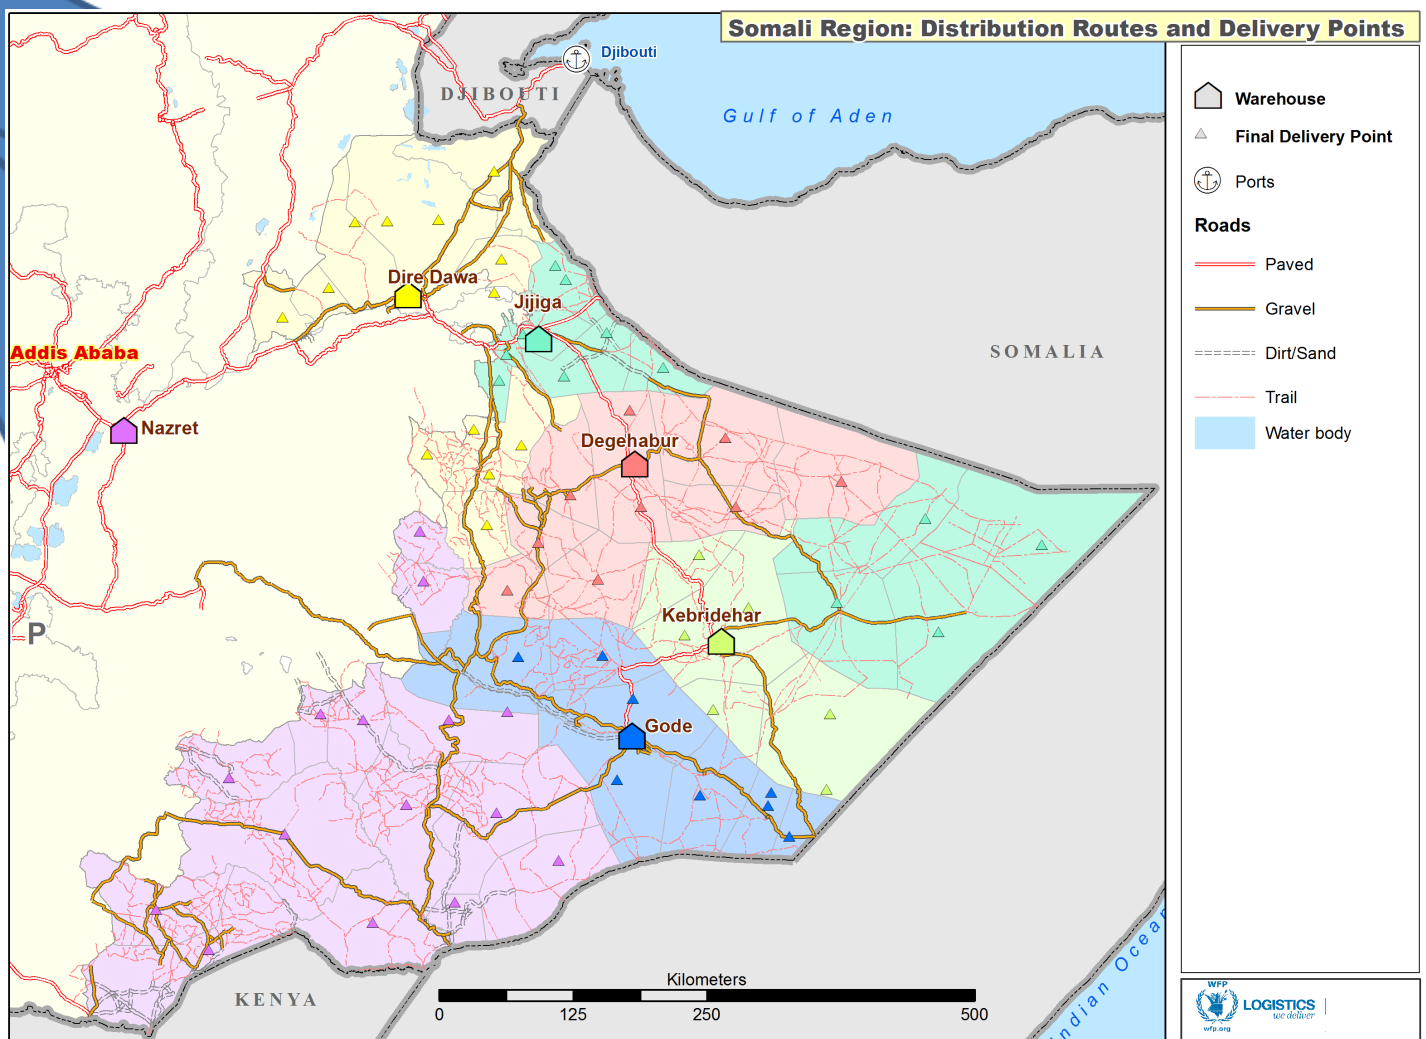 Somali Region: Distribution Routes and Delivery Points
Djibouti
DJIBOUTI
Gulf of Aden
Dire Dawa
Jijiga
Addis Ababa
SOMALIA
Nazret
Degehabur
Kebridehar
P
Gode
KENYA
Indian Ocean
Kilometers
0 125 250 500
Warehouse
Final Delivery Point
Ports
Roads
Paved
Gravel
Dirt/Sand
Trail
Water body
WFP
wfp.org
LOGISTICS
we deliver